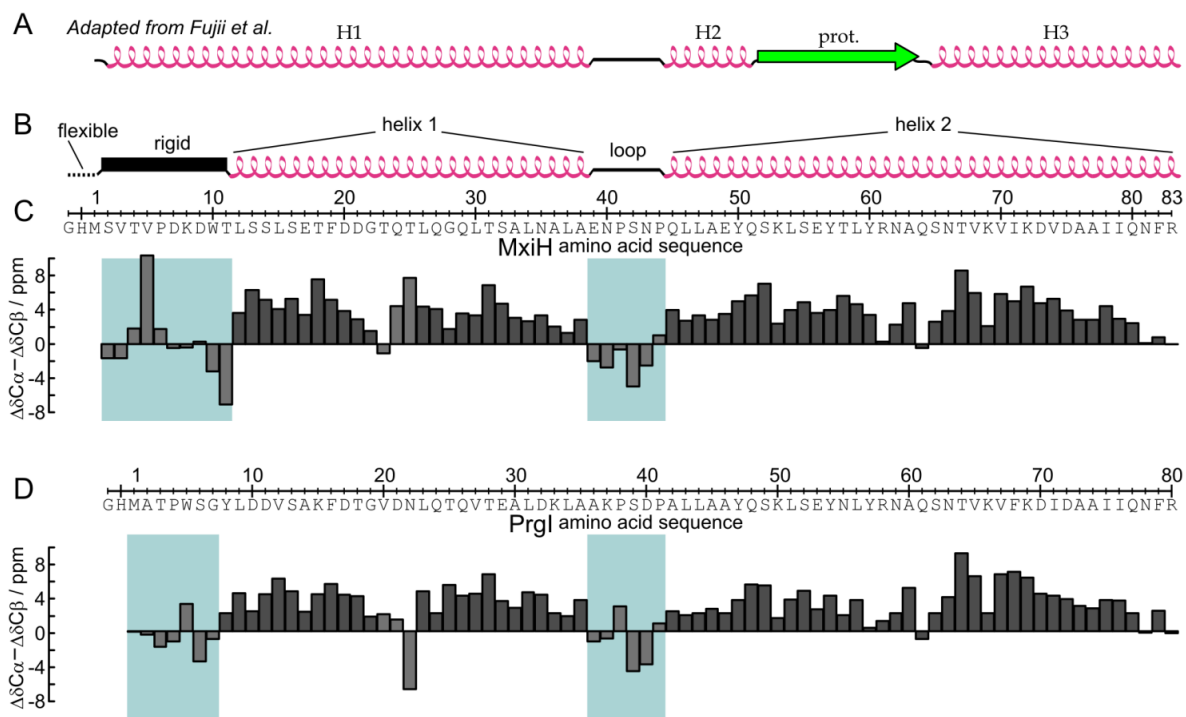 A
Adapted from Fujii et al.
H1
H2
prot.
H3
B
flexible
rigid
helix 1
loop
helix 2
C
1 10 20 30 40 50 60 70 80 83
GHMSVTVPDKDWTLSSLSETFDDGTQTLQGQLTSALNALAENPSNPQLLAEYQSKLSEYTLYRNAQSNTVKVIKDVDAAIIQNFR
MxiH amino acid sequence
ΔδCα−ΔδCβ / ppm
8
4
0
-4
-8
D
1 10 20 30 40 50 60 70 80
GHMATPWSGYLDDVSAKFDTGVDNLQTQVTEALDKLAAKPSDPALLAAYQSKLSEYNLYRNAQSNTVKVFKDIDAAIIQNFR
PrgI amino acid sequence
ΔδCα−ΔδCβ / ppm
8
4
0
-4
-8